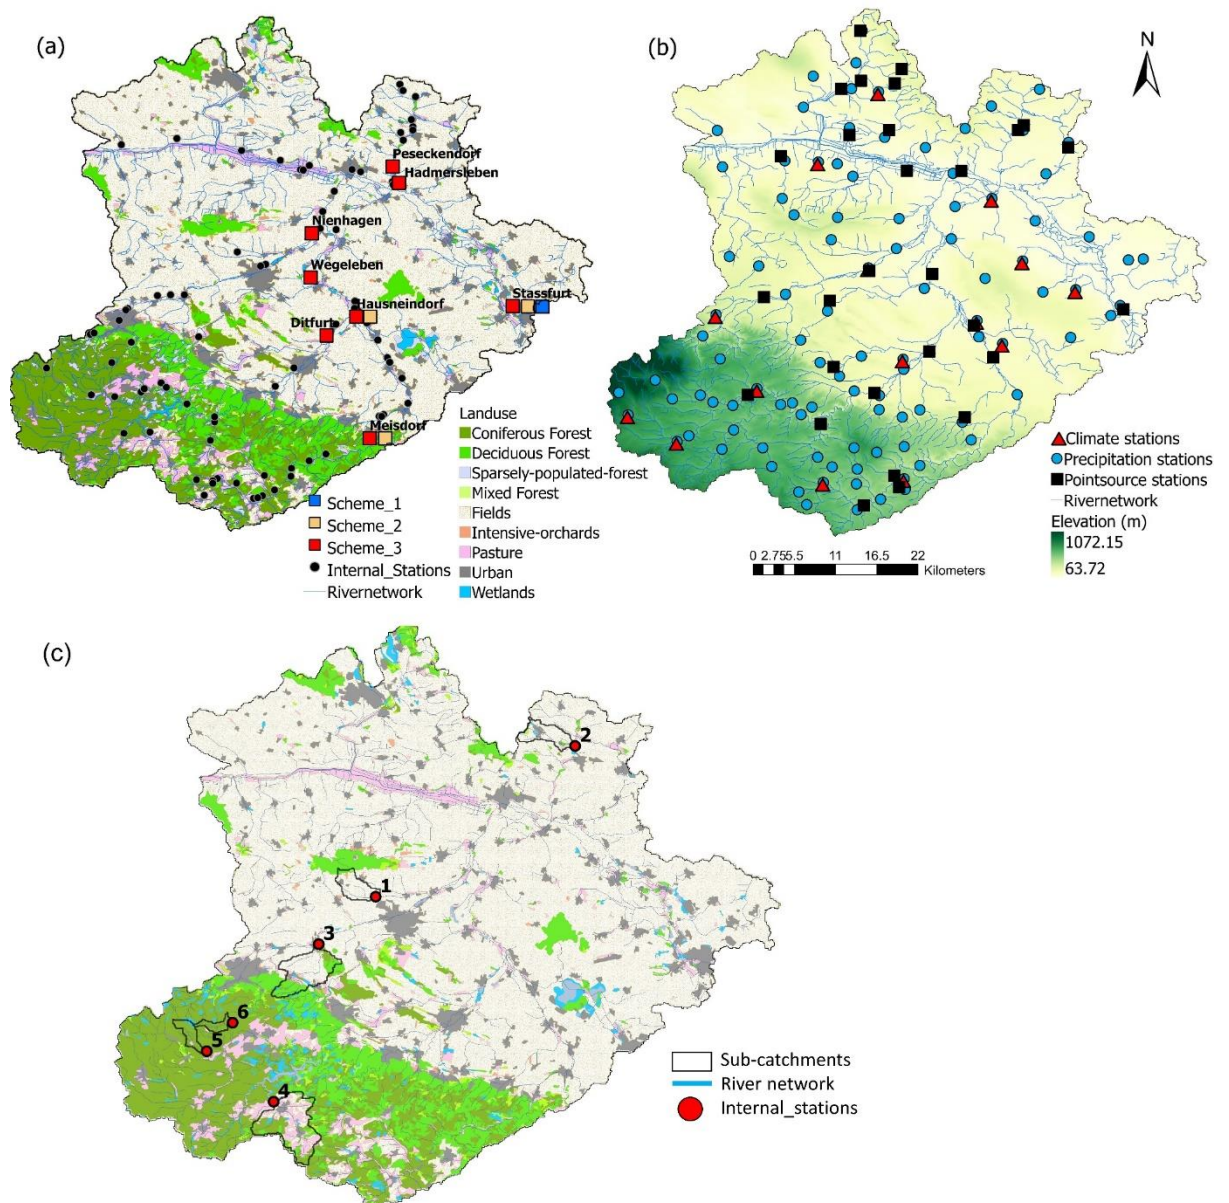 (a)
Peseckendorf
Hadmersleben
Nienhagen
Wegeleben
Hausneindorf
Stassfurt
Ditfurt
Meisdorf
Landuse
Coniferous Forest
Deciduous Forest
Sparsely-populated-forest
Mixed Forest
Fields
Intensive-orchards
Pasture
Urban
Wetlands
Scheme_1
Scheme_2
Scheme_3
Internal_Stations
Rivernetwork
(b)
N
Climate stations
Precipitation stations
Pointsource stations
Rivernetwork
Elevation (m)
1072.15
63.72
0 2.755.5 11 16.5 22
Kilometers
(c)
2
1
3
6
5
4
Sub-catchments
River network
Internal_stations